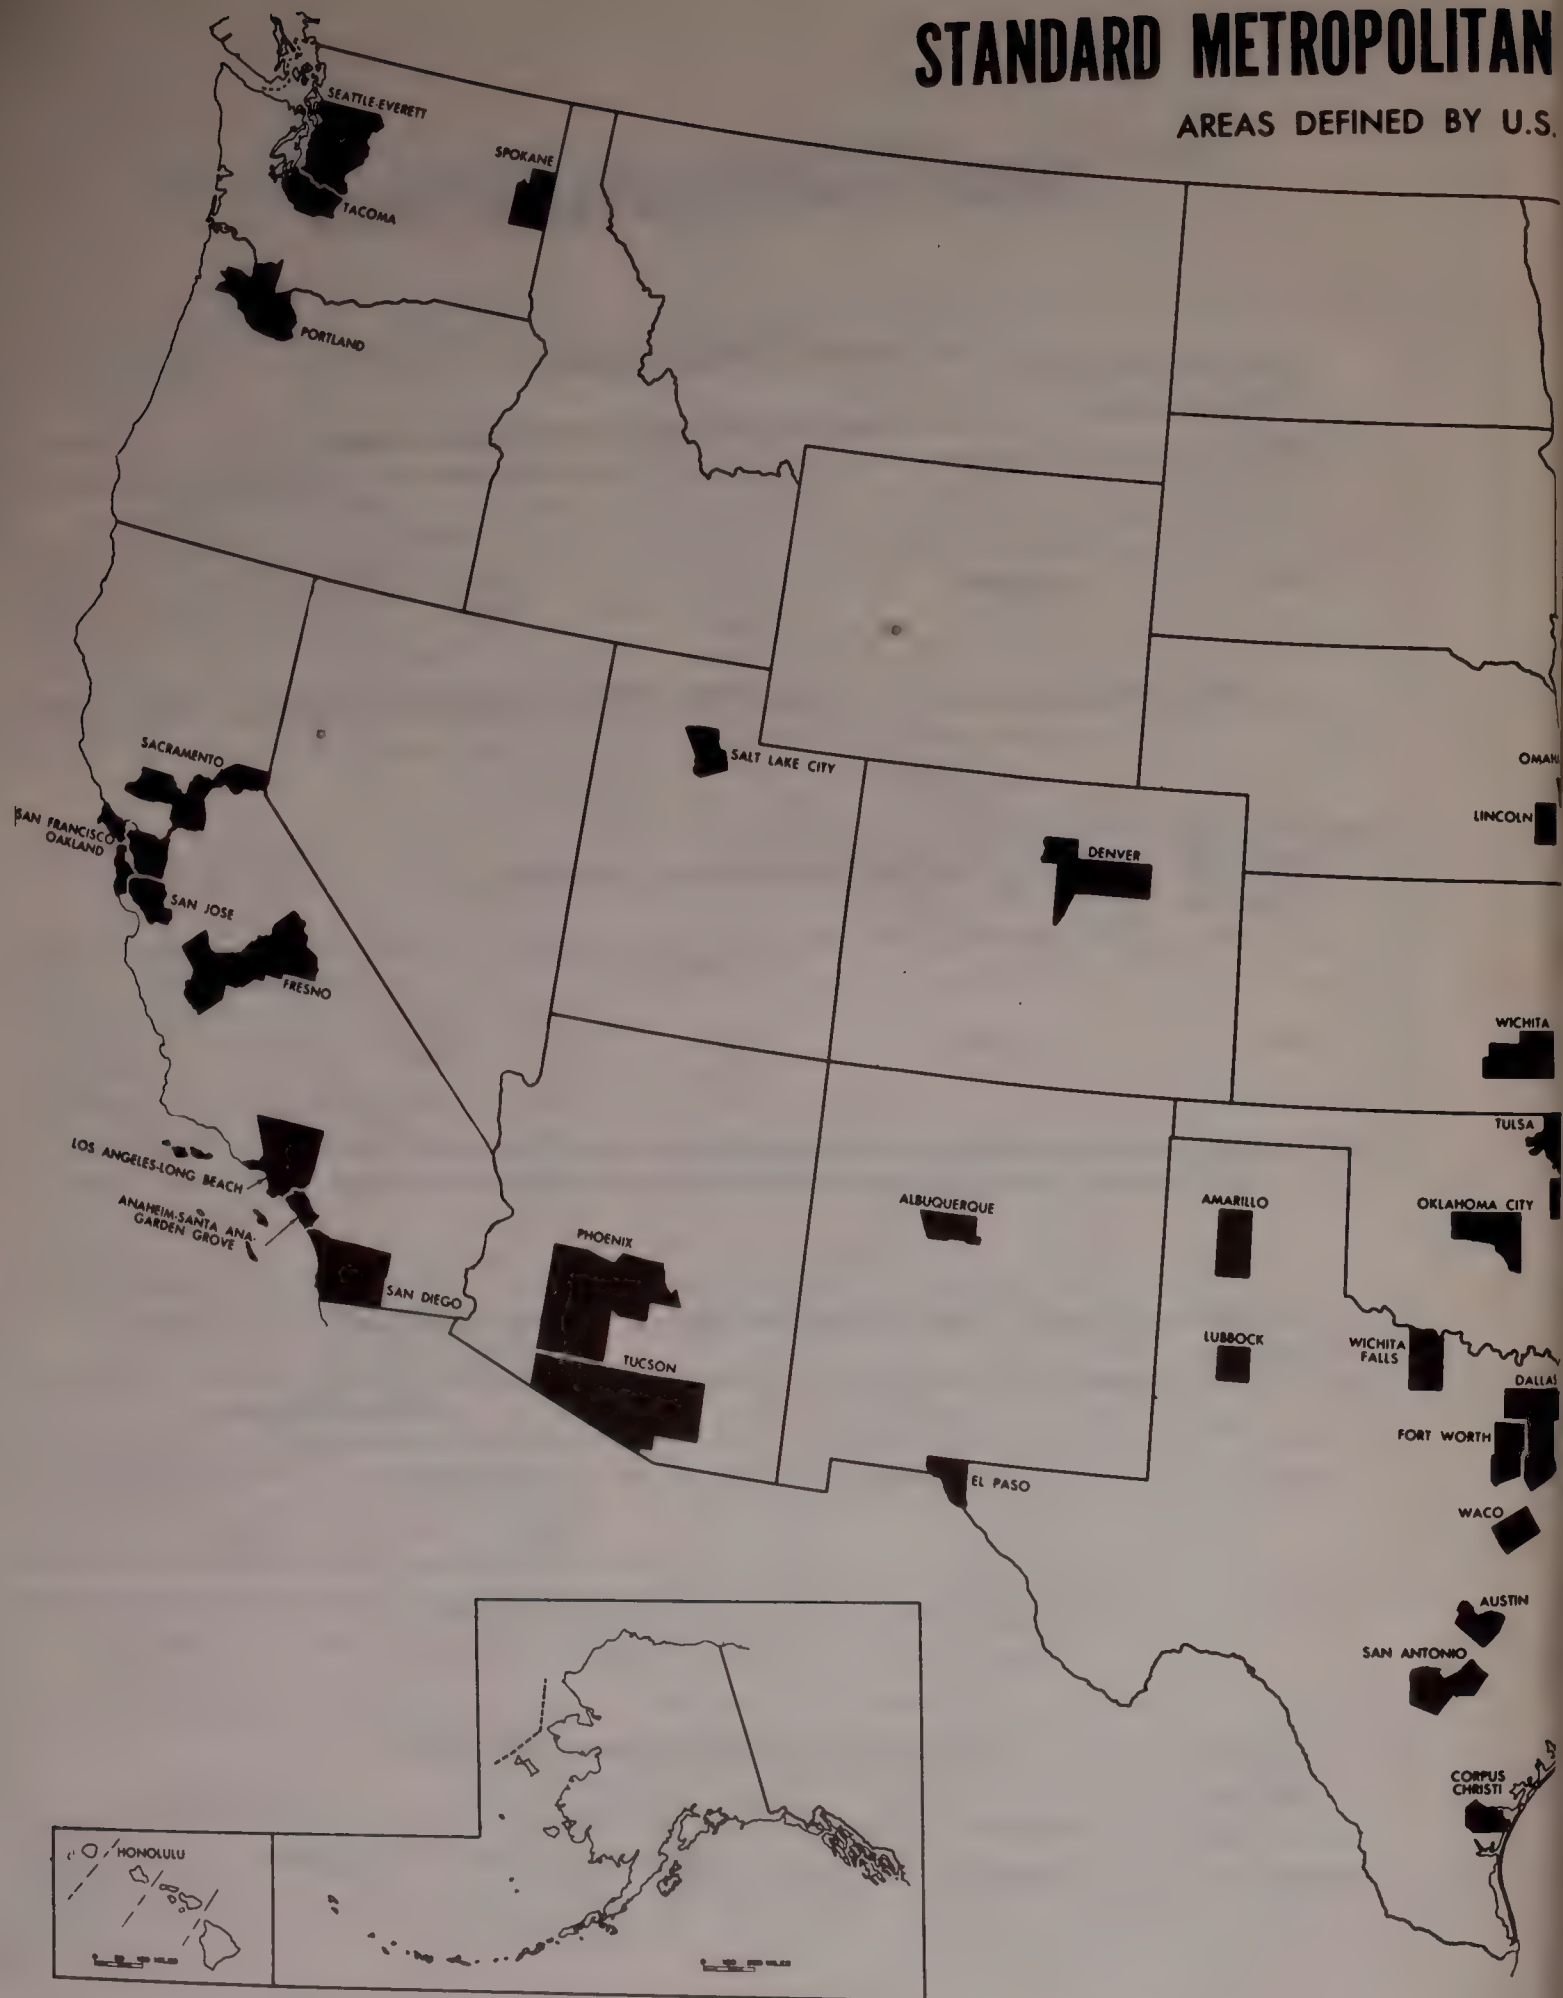 STANDARD METROPOLITAN
AREAS DEFINED BY U.S.
SEATTLE-EVERETT
SPOKANE
TACOMA
PORTLAND
SACRAMENTO
SALT LAKE CITY
OMAH
SAN FRANCISCO
OAKLAND
LINCOLN
DENVER
SAN JOSE
FRESNO
WICHITA
TULSA
LOS ANGELES-LONG BEACH
ANAHEIM-SANTA ANA-
GARDEN GROVE
ALBUQUERQUE
AMARILLO
OKLAHOMA CITY
PHOENIX
SAN DIEGO
LUBBOCK
WICHITA
FALLS
TUCSON
DALLAS
FORT WORTH
EL PASO
WACO
AUSTIN
SAN ANTONIO
CORPUS
CHRISTI
HONOLULU